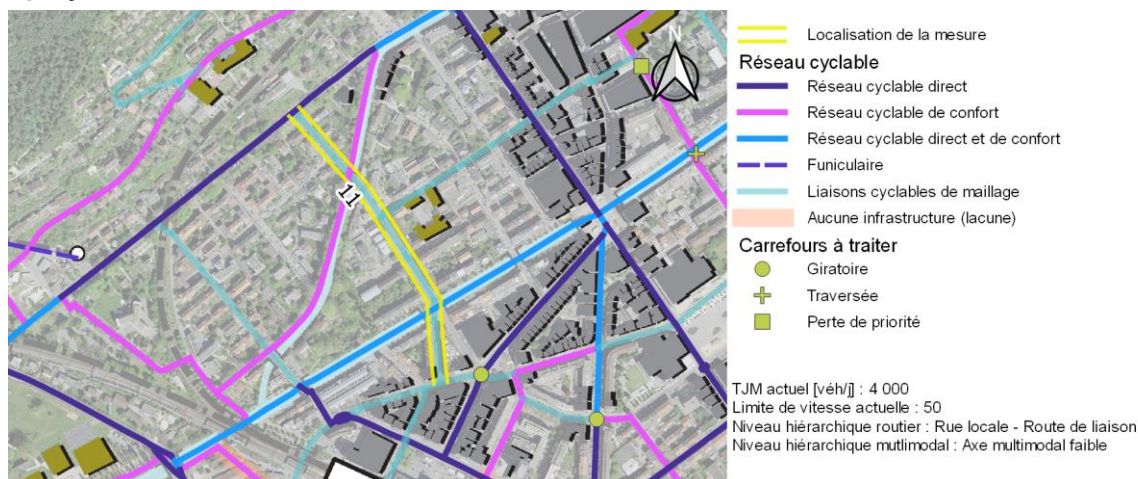 N
11
Localisation de la mesure
Réseau cyclable
Réseau cyclable direct
Réseau cyclable de confort
Réseau cyclable direct et de confort
Funiculaire
Liaisons cyclables de maillage
Aucune infrastructure (lacune)
Carrefours à traiter
Giratoire
Traversée
Perte de priorité
TJM actuel [véh/j] : 4 000
Limite de vitesse actuelle : 50
Niveau hiérarchique routier : Rue locale - Route de liaison
Niveau hiérarchique mutlimodal : Axe multimodal faible